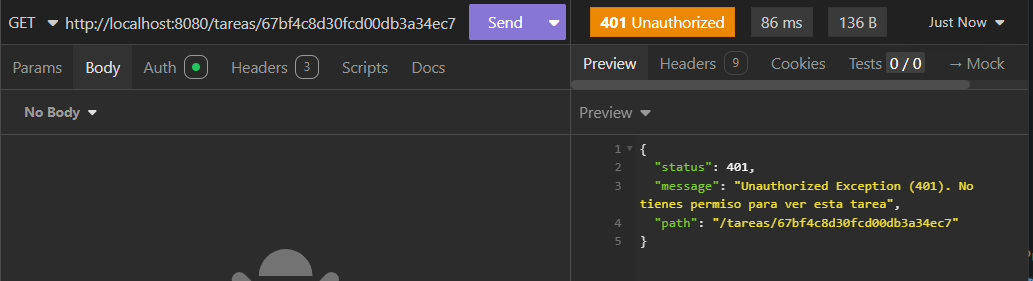 GET http://localhost:8080/tareas/67bf4c8d30fcd00db3a34ec7 Send
401 Unauthorized 86 ms 136 B Just Now
Params Body Auth Headers 3 Scripts Docs
Preview Headers 9 Cookies Tests 0 / 0 → Mock
No Body
Preview
1 {
2 "status": 401,
3 "message": "Unauthorized Exception (401). No
tienes permiso para ver esta tarea",
4 "path": "/tareas/67bf4c8d30fcd00db3a34ec7"
5 }